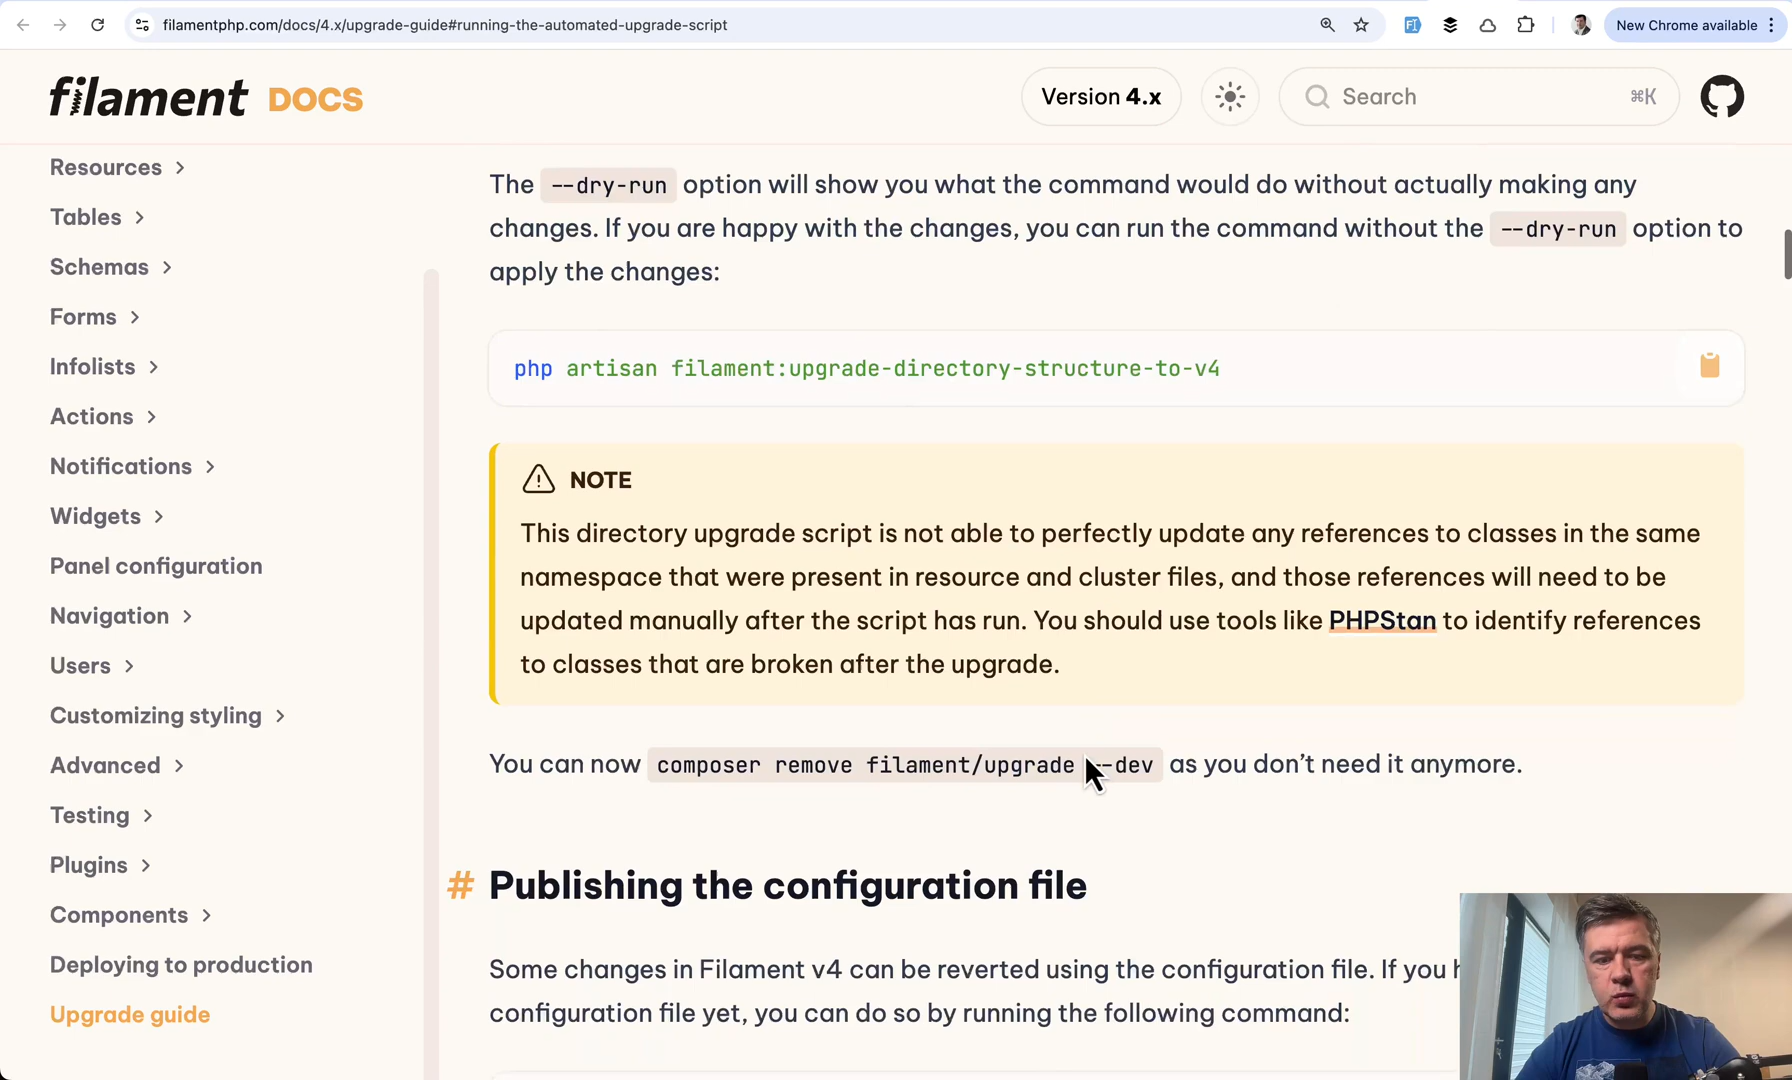 filamentphp.com/docs/4.x/upgrade-guide#running-the-automated-upgrade-script
New Chrome available
filament DOCS
Version 4.x
Search
⌘K
Resources
Tables
Schemas
Forms
Infolists
Actions
Notifications
Widgets
Panel configuration
Navigation
Users
Customizing styling
Advanced
Testing
Plugins
Components
Deploying to production
Upgrade guide
The --dry-run option will show you what the command would do without actually making any
changes. If you are happy with the changes, you can run the command without the --dry-run option to
apply the changes:
php artisan filament:upgrade-directory-structure-to-v4
NOTE
This directory upgrade script is not able to perfectly update any references to classes in the same
namespace that were present in resource and cluster files, and those references will need to be
updated manually after the script has run. You should use tools like PHPStan to identify references
to classes that are broken after the upgrade.
You can now composer remove filament/upgrade --dev as you don’t need it anymore.
# Publishing the configuration file
Some changes in Filament v4 can be reverted using the configuration file. If you
configuration file yet, you can do so by running the following command: